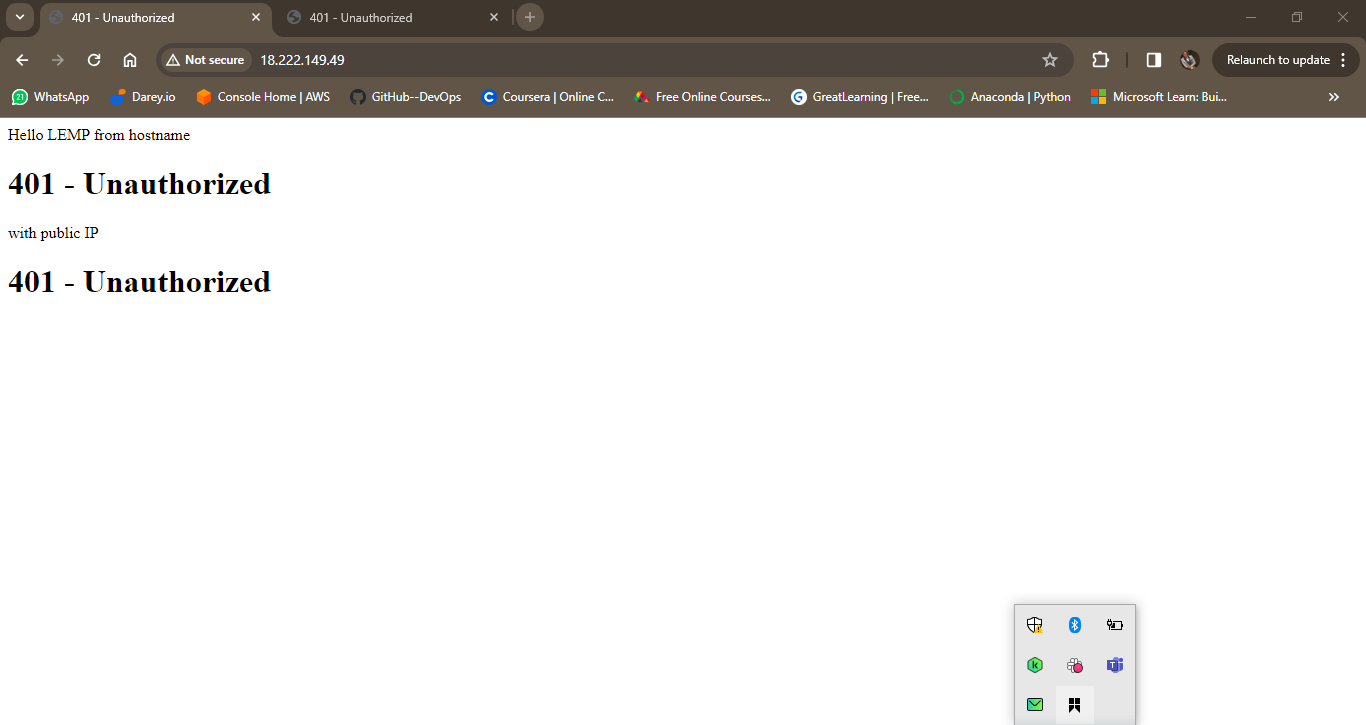 401 - Unauthorized
401 - Unauthorized
Not secure
18.222.149.49
Relaunch to update
21
WhatsApp
Darey.io
Console Home | AWS
GitHub--DevOps
C
Coursera | Online C...
Free Online Courses...
G
GreatLearning | Free...
Anaconda | Python
Microsoft Learn: Bui...
Hello LEMP from hostname
401 - Unauthorized
with public IP
401 - Unauthorized
k
T